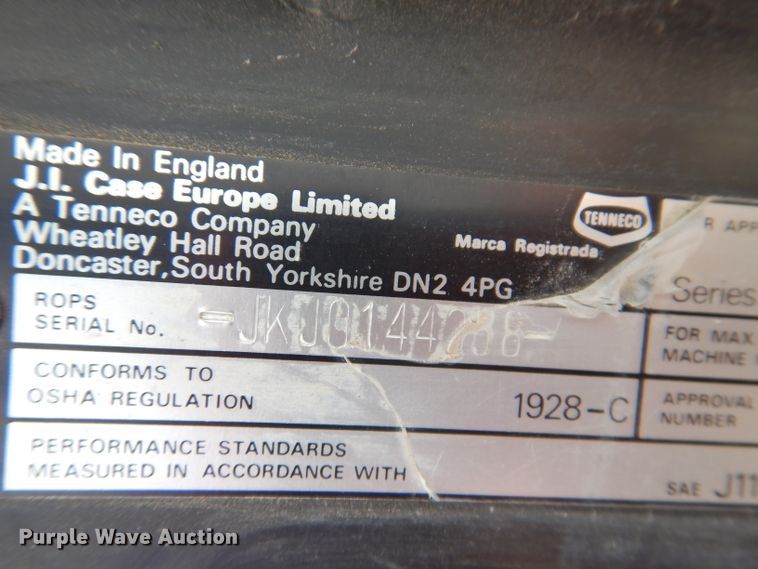 Made In England
J.I. Case Europe Limited
A Tenneco Company
Wheatley Hall Road
Doncaster, South Yorkshire DN2 4PG
TENNECO
Marca Registrada
ROPS
SERIAL No.
CONFORMS TO
OSHA REGULATION
1928-C
PERFORMANCE STANDARDS
MEASURED IN ACCORDANCE WITH
R APP
Series
FOR MAX
MACHINE
APPROVAL
NUMBER
SAE J11
Purple Wave Auction